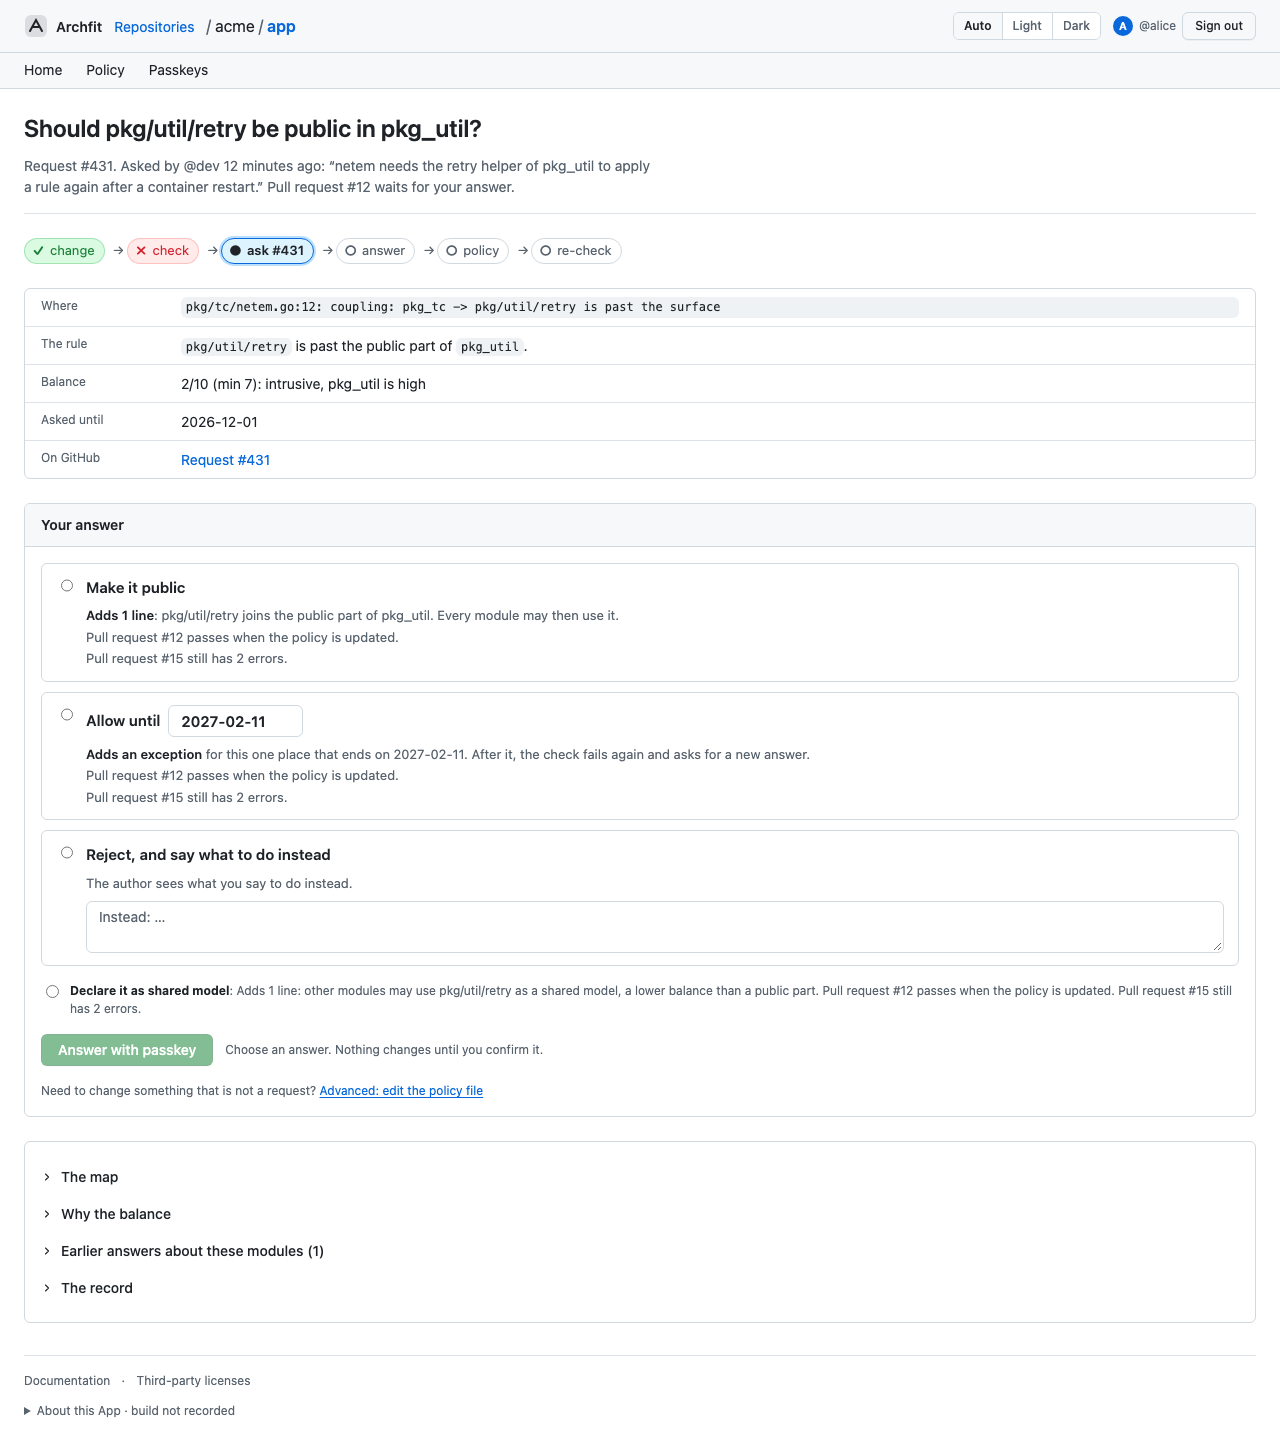 Archfit Repositories / acme / app
Auto Light Dark A @alice Sign out
Home Policy Passkeys
Should pkg/util/retry be public in pkg_util?
Request #431. Asked by @dev 12 minutes ago: “netem needs the retry helper of pkg_util to apply
a rule again after a container restart.” Pull request #12 waits for your answer.
change → check → ask #431 → answer → policy → re-check
Where pkg/tc/netem.go:12: coupling: pkg_tc -> pkg/util/retry is past the surface
The rule pkg/util/retry is past the public part of pkg_util.
Balance 2/10 (min 7): intrusive, pkg_util is high
Asked until 2026-12-01
On GitHub Request #431
Your answer
Make it public
Adds 1 line: pkg/util/retry joins the public part of pkg_util. Every module may then use it.
Pull request #12 passes when the policy is updated.
Pull request #15 still has 2 errors.
Allow until 2027-02-11
Adds an exception for this one place that ends on 2027-02-11. After it, the check fails again and asks for a new answer.
Pull request #12 passes when the policy is updated.
Pull request #15 still has 2 errors.
Reject, and say what to do instead
The author sees what you say to do instead.
Instead: ...
Declare it as shared model: Adds 1 line: other modules may use pkg/util/retry as a shared model, a lower balance than a public part. Pull request #12 passes when the policy is updated. Pull request #15 still
has 2 errors.
Answer with passkey Choose an answer. Nothing changes until you confirm it.
Need to change something that is not a request? Advanced: edit the policy file
The map
Why the balance
Earlier answers about these modules (1)
The record
Documentation · Third-party licenses
About this App · build not recorded